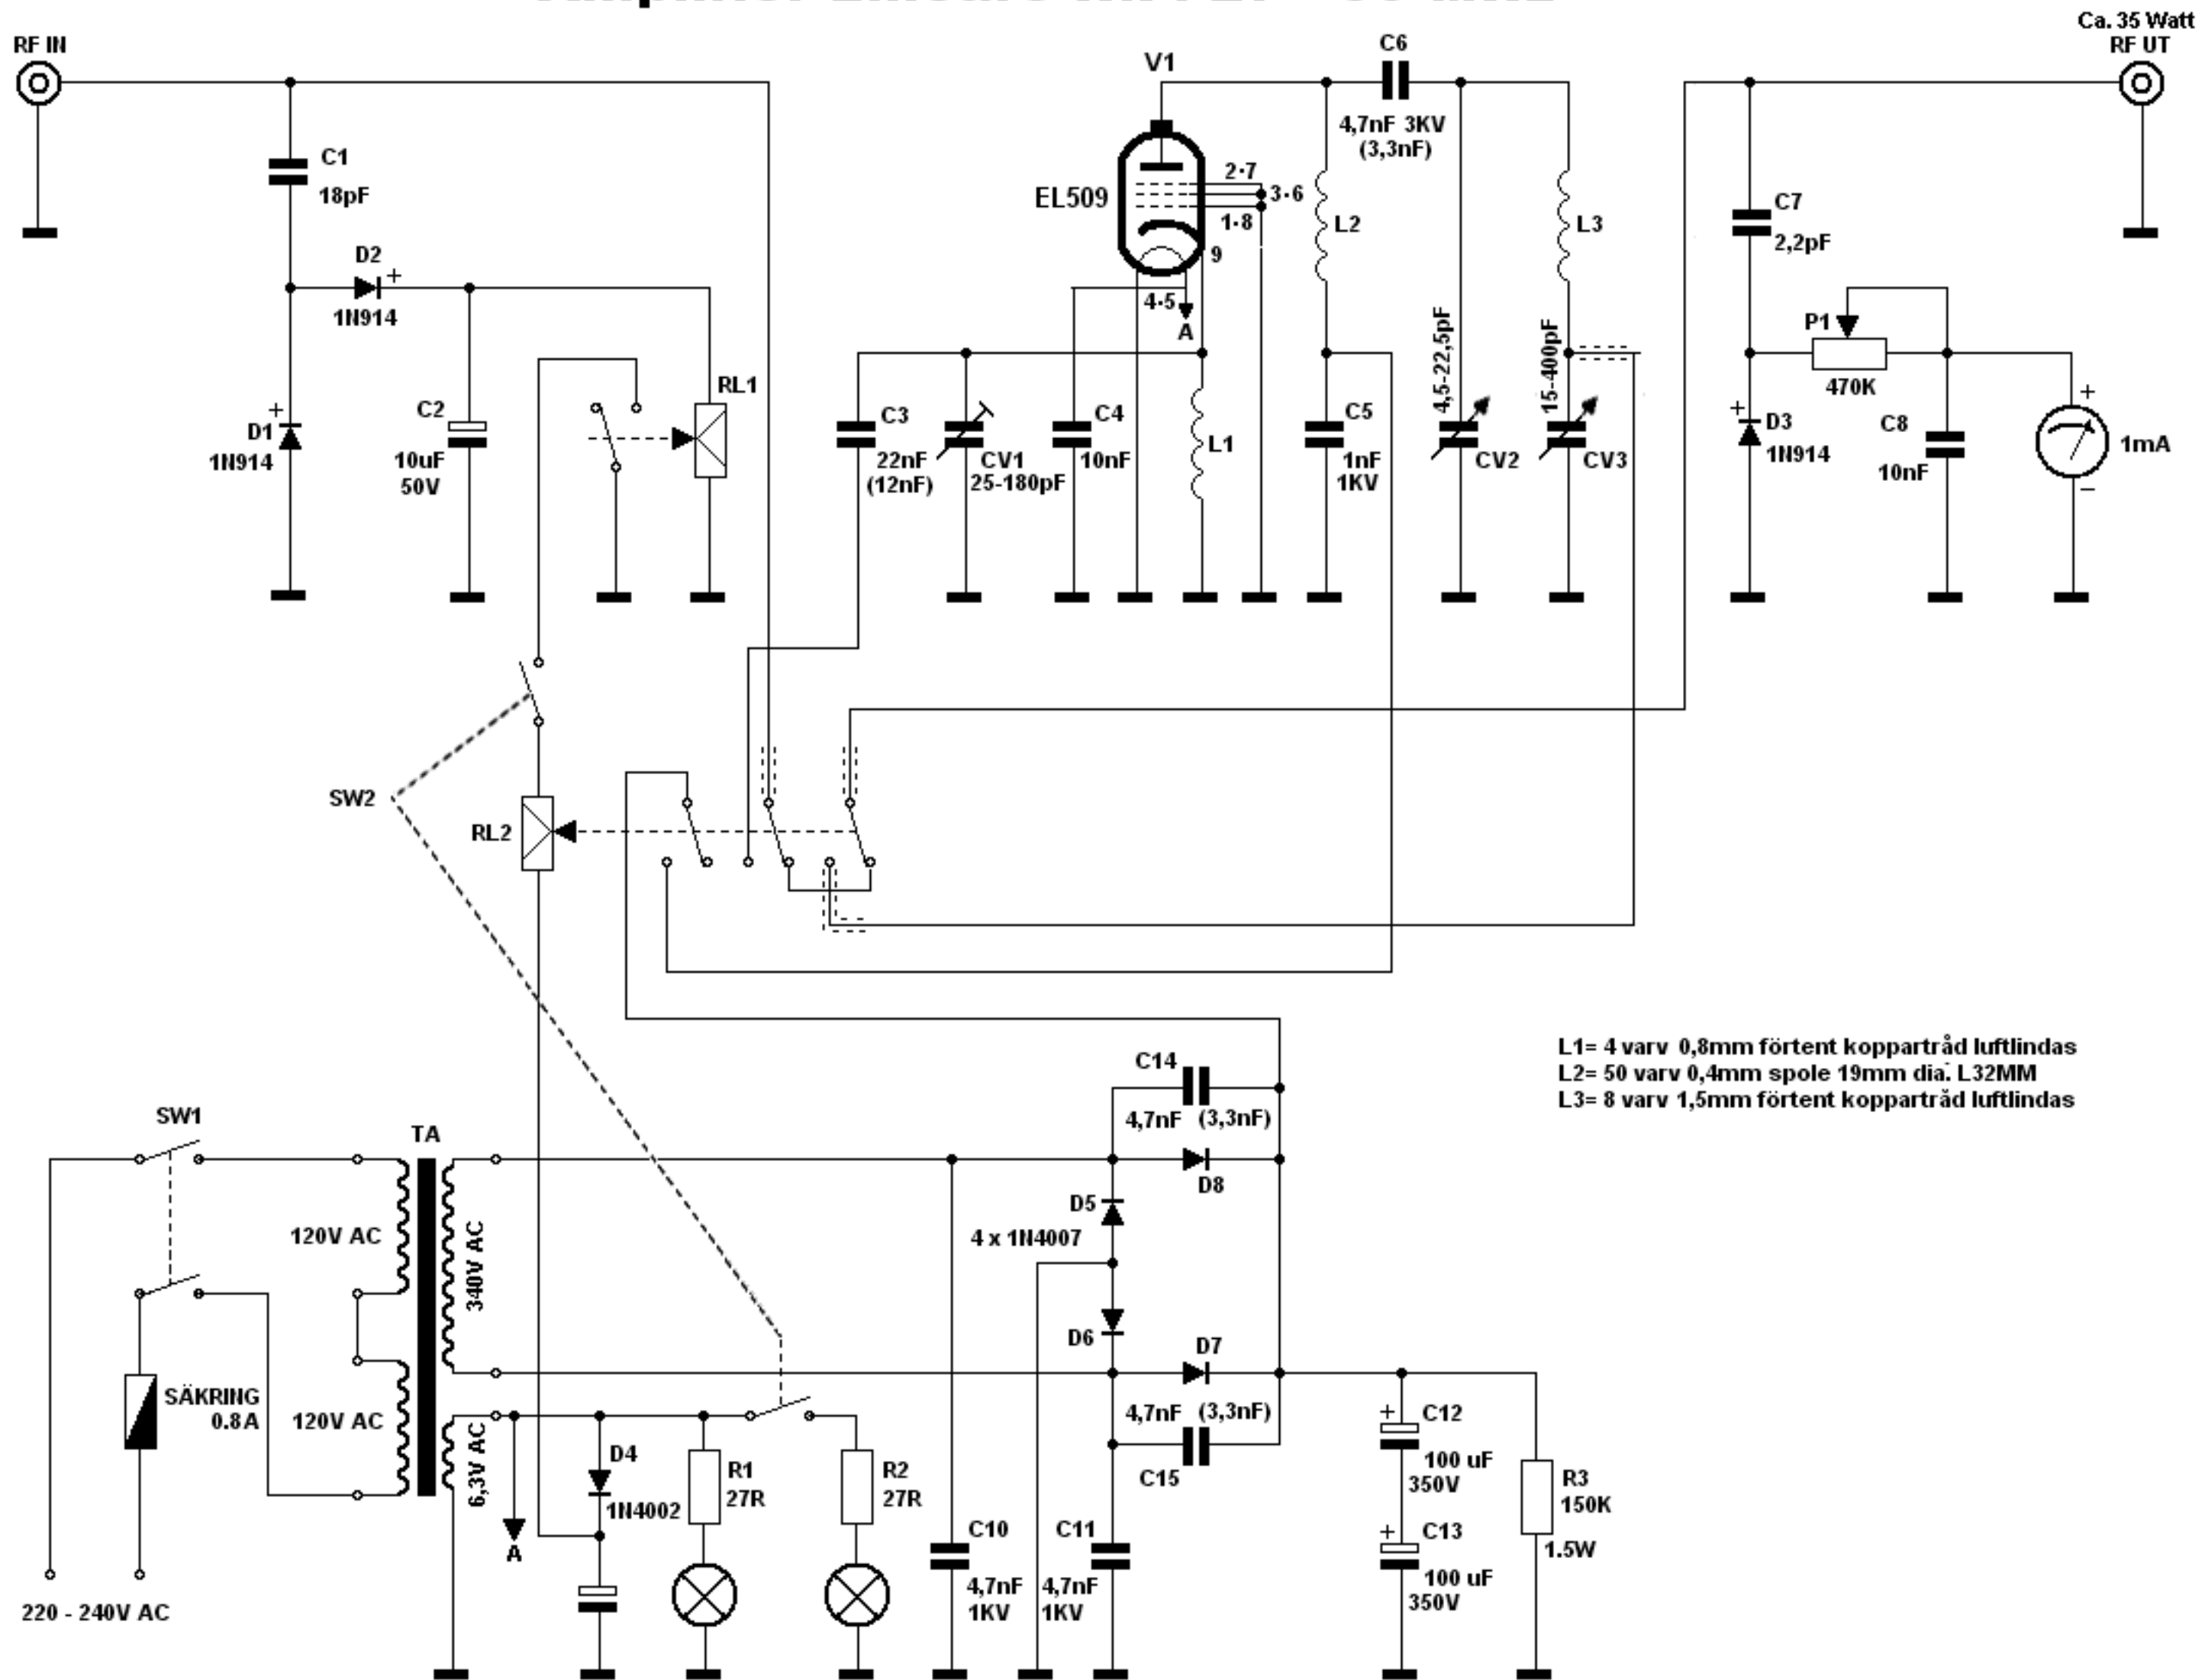 RF IN
Ca. 35 Watt
RF UT
C1
18pF
D2
+
1N914
+
D1
1N914
C2
10uF
50V
RL1
V1
EL509
2·7
3·6
1·8
9
4·5
A
C6
4,7nF 3KV
(3,3nF)
L2
L3
C3
22nF
(12nF)
CV1
25-180pF
C4
10nF
L1
C5
1nF
1KV
4,5-22,5pF
CV2
15-400pF
CV3
C7
2,2pF
P1
470K
+
D3
1N914
C8
10nF
+
1mA
−
SW2
RL2
L1= 4 varv 0,8mm förtent koppartråd luftlindas
L2= 50 varv 0,4mm spole 19mm dia. L32MM
L3= 8 varv 1,5mm förtent koppartråd luftlindas
SW1
TA
120V AC
340V AC
SÄKRING
0.8A
120V AC
6,3V AC
220 - 240V AC
A
D4
1N4002
R1
27R
R2
27R
C14
4,7nF (3,3nF)
D8
D5
4 x 1N4007
D6
D7
4,7nF (3,3nF)
C15
C10
4,7nF
1KV
C11
4,7nF
1KV
+
C12
100 uF
350V
+
C13
100 uF
350V
R3
150K
1.5W